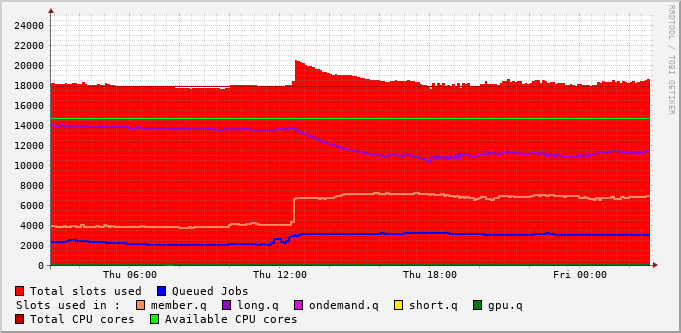 RRDTOOL / TOBI OETIKER
24000
22000
20000
18000
16000
14000
12000
10000
8000
6000
4000
2000
0
Thu 06:00 Thu 12:00 Thu 18:00 Fri 00:00
Total slots used Queued Jobs
Slots used in : member.q long.q ondemand.q short.q gpu.q
Total CPU cores Available CPU cores